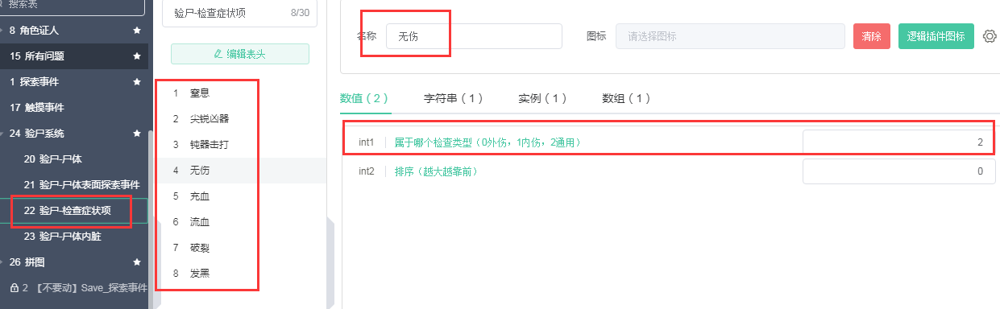 搜索表
8 角色证人
15 所有问题
1 探索事件
17 触摸事件
24 验尸系统
20 验尸-尸体
21 验尸-尸体表面探索事件
22 验尸-检查症状项
23 验尸-尸体内脏
26 拼图
2 【不要动】Save_探索事件
验尸-检查症状项 8/30
编辑表头
1 窒息
2 尖锐凶器
3 钝器击打
4 无伤
5 充血
6 流血
7 破裂
8 发黑
名称 无伤 图标 请选择图标 清除 逻辑插件图标
数值（2） 字符串（1） 实例（1） 数组（1）
int1 属于哪个检查类型（0外伤，1内伤，2通用） 2
int2 排序（越大越靠前） 0